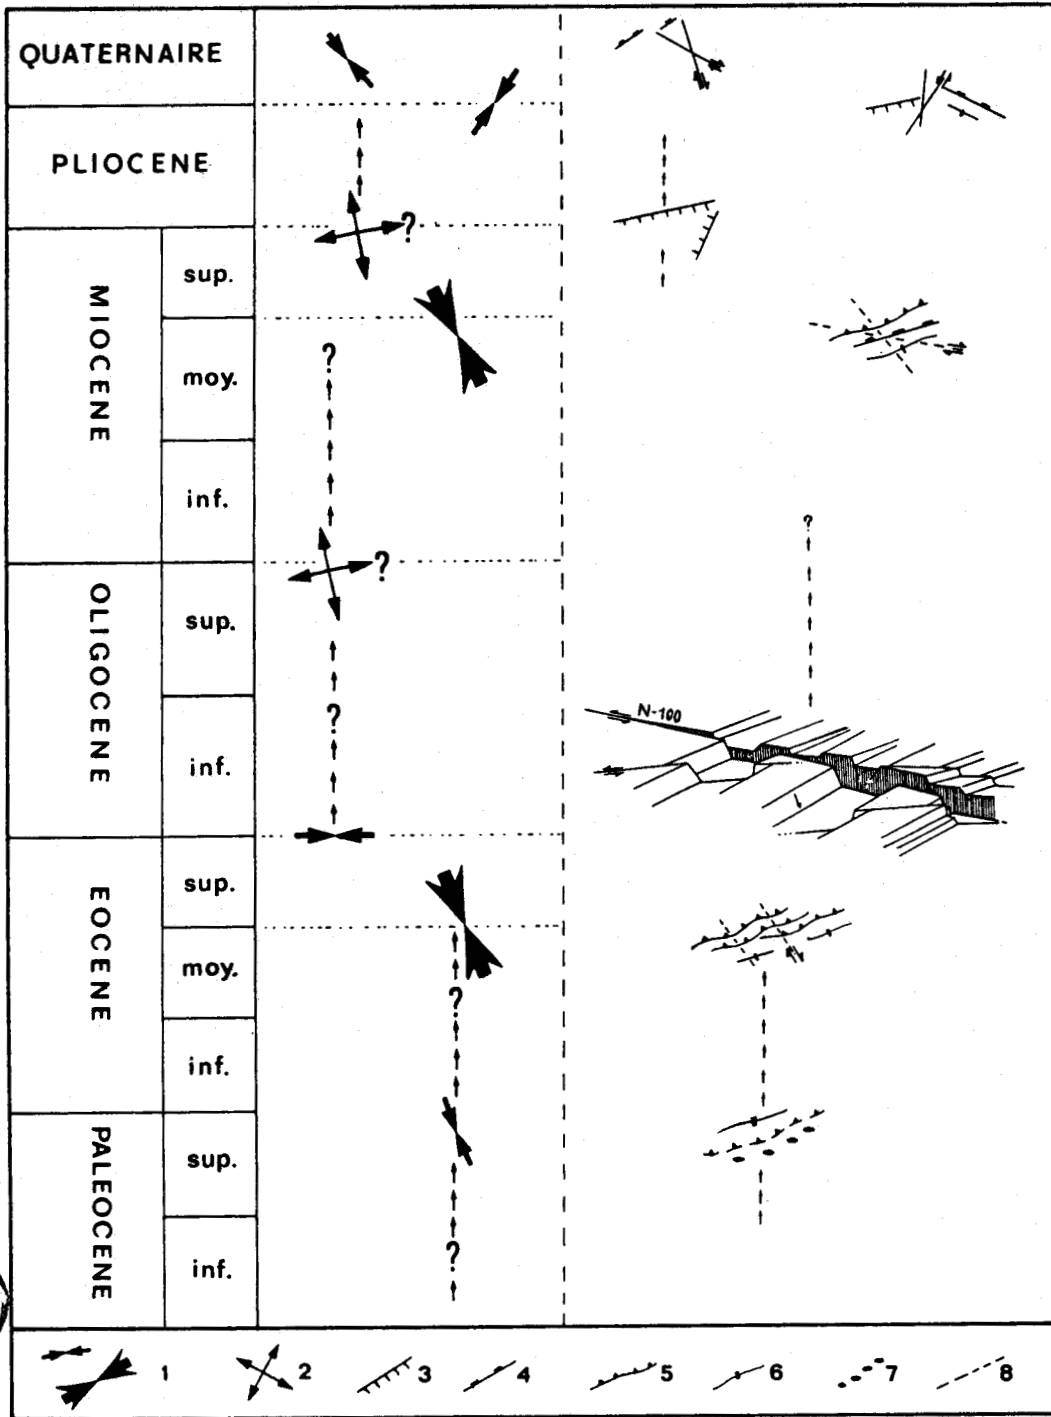 QUATERNAIRE
PLIOCENE
?
MIOCENE
sup.
moy.
?
inf.
?
?
OLIGOCENE
sup.
inf.
?
N-100
EOCENE
sup.
moy.
?
inf.
PALEOCENE
sup.
inf.
?
1 2 3 4 5 6 7 8